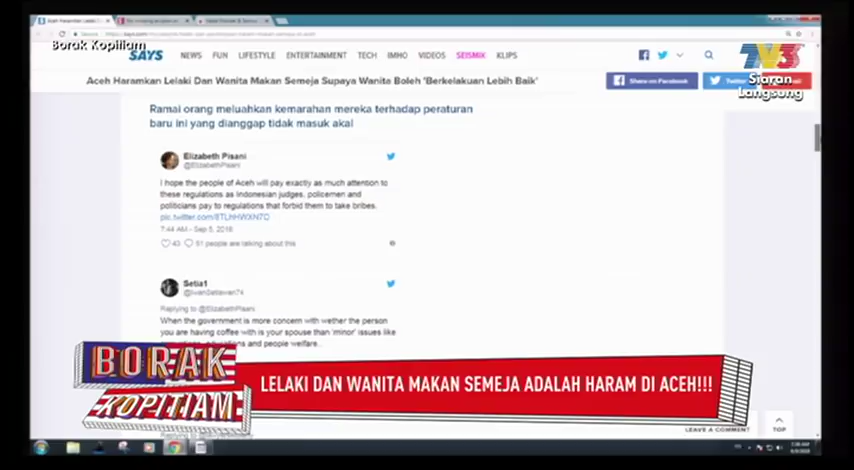 Borak Kopitiam
SAYS NEWS FUN LIFESTYLE ENTERTAINMENT TECH IMHO VIDEOS SEISMIX KLIPS
TV3
Aceh Haramkan Lelaki Dan Wanita Makan Semeja Supaya Wanita Boleh 'Berkelakuan Lebih Baik'
Share on Facebook
Twitter
Siaran
Langsung
Ramai orang meluahkan kemarahan mereka terhadap peraturan
baru ini yang dianggap tidak masuk akal
Elizabeth Pisani
@ElizabethPisani
I hope the people of Aceh will pay exactly as much attention to
these regulations as Indonesian judges, policemen and
politicians pay to regulations that forbid them to take bribes.
7:44 AM - Sep 5, 2018
43 51 people are talking about this
Setia1
@IwanSetiawan74
Replying to @ElizabethPisani
When the government is more concern with wether the person
you are having coffee with is your spouse than 'minor' issues like
and people welfare..
BORAK
KOPITIAM
LELAKI DAN WANITA MAKAN SEMEJA ADALAH HARAM DI ACEH!!!
LEAVE A COMMENT
TOP